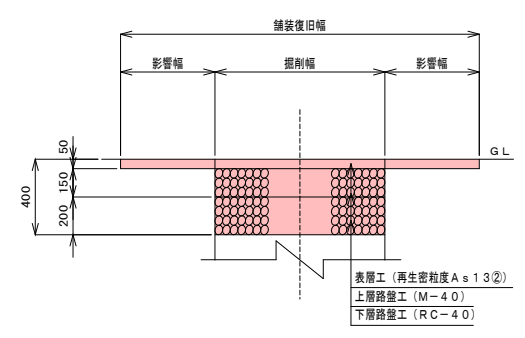 舗装復旧幅
影響幅 掘削幅 影響幅
GL
50
150
400
200
表層工(再生密粒度As13②)
上層路盤工(M-40)
下層路盤工(RC-40)